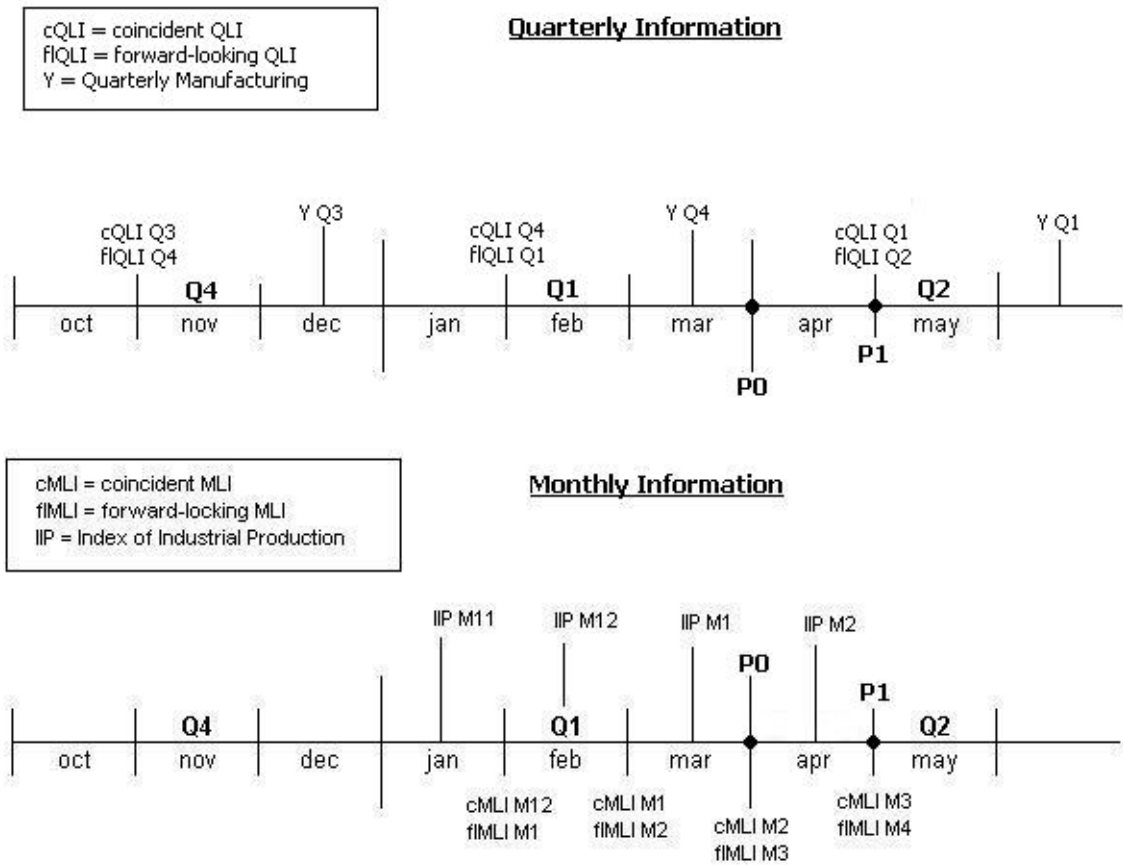 cQLI = coincident QLI
flQLI = forward-looking QLI
Y = Quarterly Manufacturing
Quarterly Information
cQLI Q3
flQLI Q4
Y Q3
cQLI Q4
flQLI Q1
Y Q4
cQLI Q1
flQLI Q2
Y Q1
Q4 Q1 Q2
oct nov dec jan feb mar apr may
P0 P1
cMLI = coincident MLI
flMLI = forward-locking MLI
IIP = Index of Industrial Production
Monthly Information
IIP M11 IIP M12 IIP M1 IIP M2
P0 P1
Q4 Q1 Q2
oct nov dec jan feb mar apr may
cMLI M12
flMLI M1
cMLI M1
flMLI M2
cMLI M2
flMLI M3
cMLI M3
flMLI M4